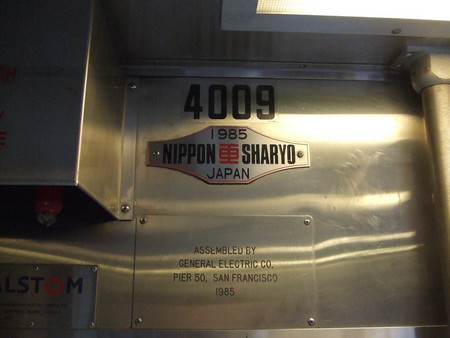 4009
1985
NIPPON 車 SHARYO
JAPAN
ASSEMBLED BY
GENERAL ELECTRIC CO.
PIER 50, SAN FRANCISCO
1985
ALSTOM